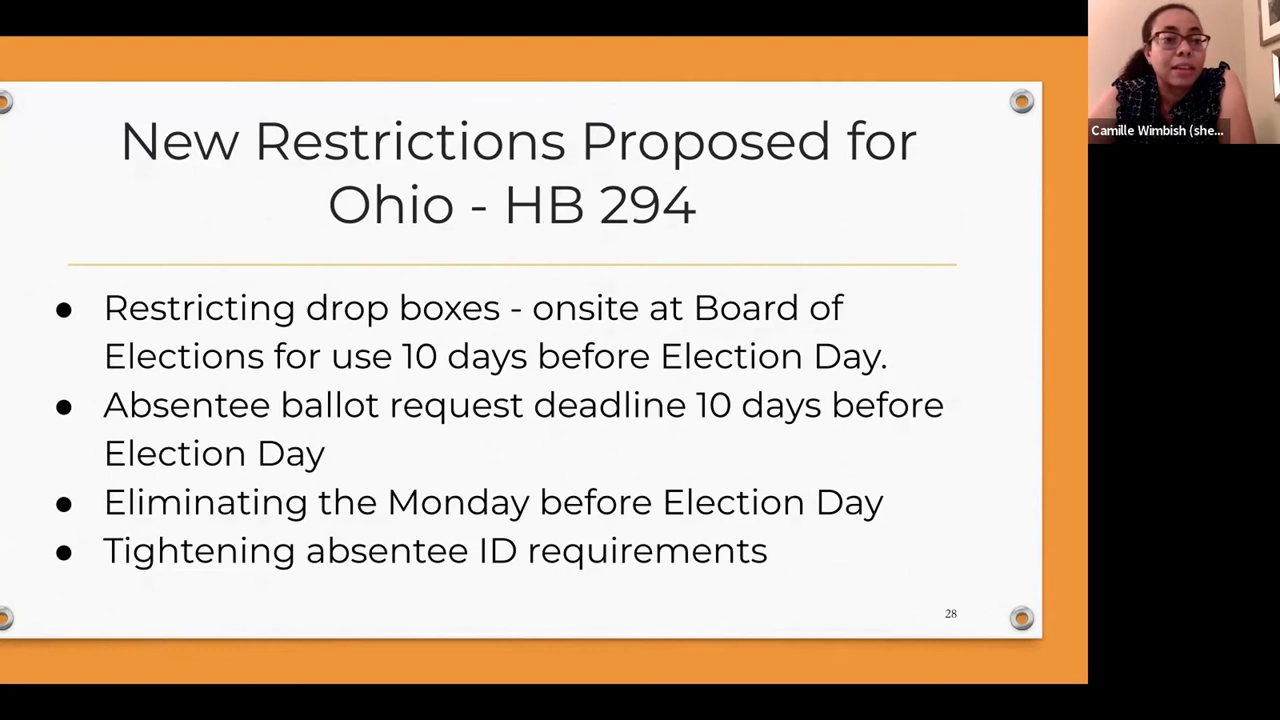 New Restrictions Proposed for
Ohio - HB 294
● Restricting drop boxes - onsite at Board of
Elections for use 10 days before Election Day.
● Absentee ballot request deadline 10 days before
Election Day
● Eliminating the Monday before Election Day
● Tightening absentee ID requirements
28
Camille Wimbish (she...